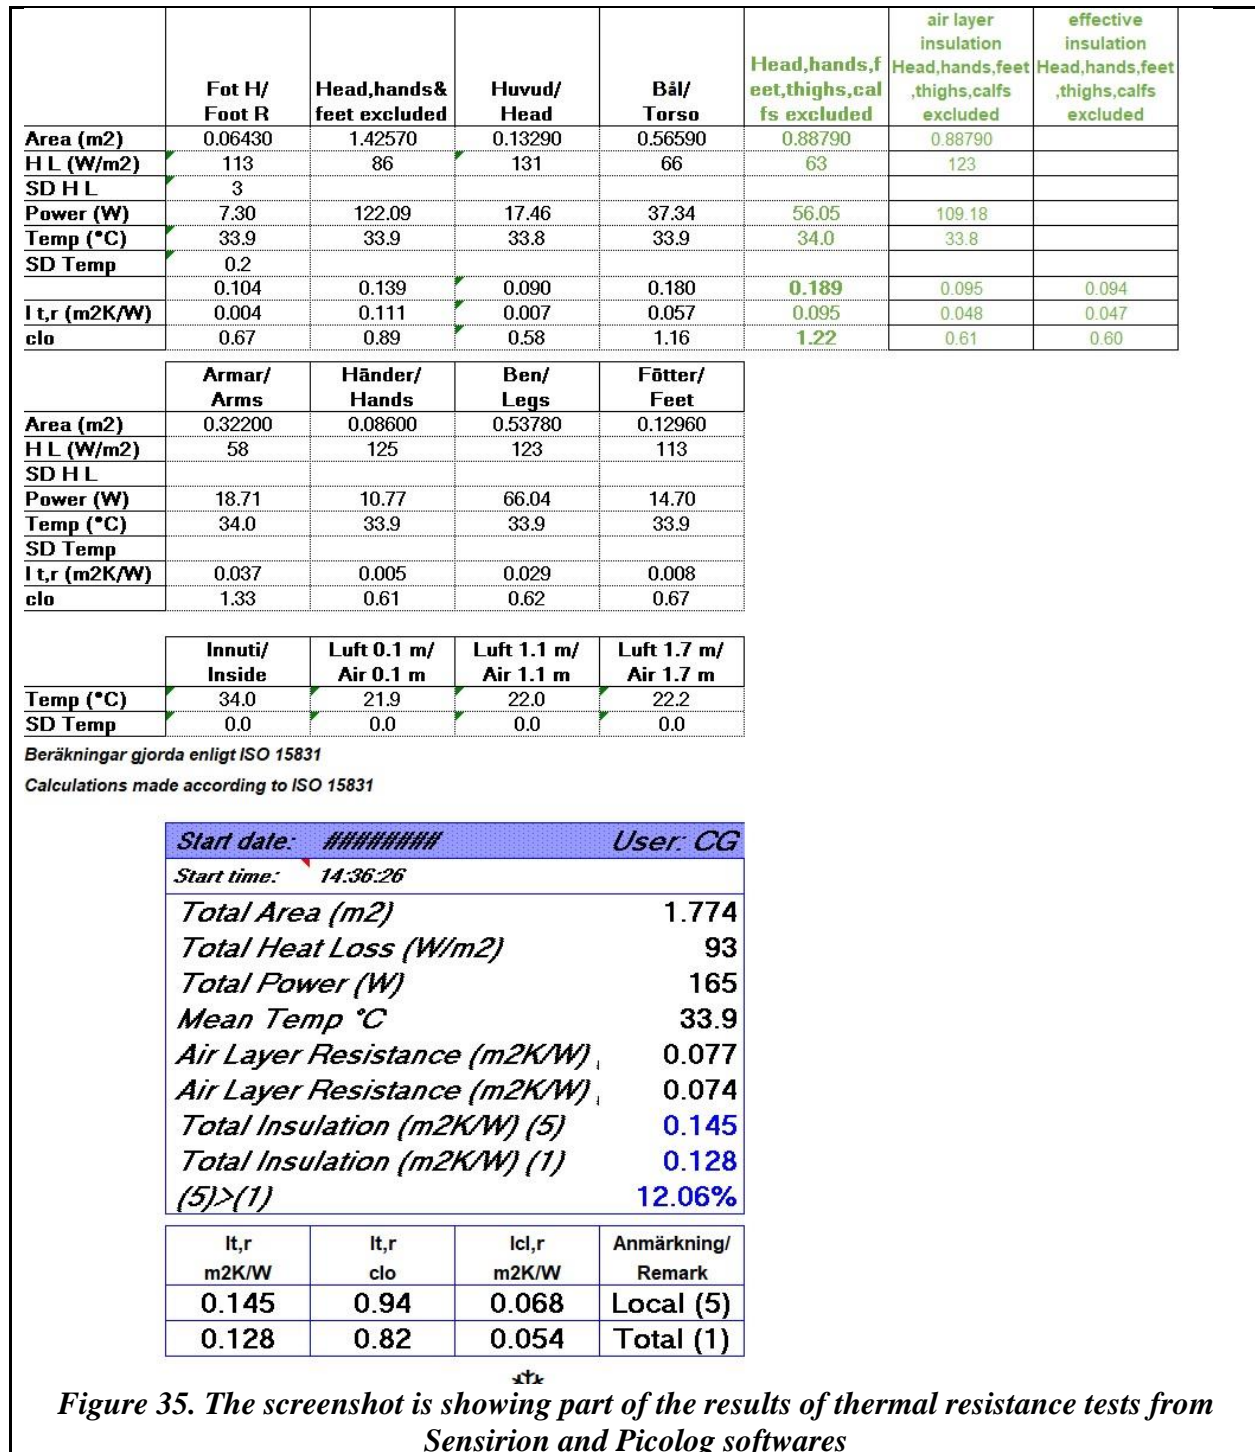 air layer effective
insulation insulation
Head,hands,f Head,hands,feet Head,hands,feet
Fot H/ Head,hands& Huvud/ Bål/ eet,thighs,cal ,thighs,calfs ,thighs,calfs
Foot R feet excluded Head Torso fs excluded excluded excluded
Area (m2) 0.06430 1.42570 0.13290 0.56590 0.88790 0.88790
H L (W/m2) 113 86 131 66 63 123
SD H L 3
Power (W) 7.30 122.09 17.46 37.34 56.05 109.18
Temp (°C) 33.9 33.9 33.8 33.9 34.0 33.8
SD Temp 0.2
0.104 0.139 0.090 0.180 0.189 0.095 0.094
I t,r (m2K/W) 0.004 0.111 0.007 0.057 0.095 0.048 0.047
clo 0.67 0.89 0.58 1.16 1.22 0.61 0.60
Armar/ Händer/ Ben/ Fötter/
Arms Hands Legs Feet
Area (m2) 0.32200 0.08600 0.53780 0.12960
H L (W/m2) 58 125 123 113
SD H L
Power (W) 18.71 10.77 66.04 14.70
Temp (°C) 34.0 33.9 33.9 33.9
SD Temp
I t,r (m2K/W) 0.037 0.005 0.029 0.008
clo 1.33 0.61 0.62 0.67
Innuti/ Luft 0.1 m/ Luft 1.1 m/ Luft 1.7 m/
Inside Air 0.1 m Air 1.1 m Air 1.7 m
Temp (°C) 34.0 21.9 22.0 22.2
SD Temp 0.0 0.0 0.0 0.0
Beräkningar gjorda enligt ISO 15831
Calculations made according to ISO 15831
Start date: ######## User: CG
Start time: 14:36:26
Total Area (m2) 1.774
Total Heat Loss (W/m2) 93
Total Power (W) 165
Mean Temp °C 33.9
Air Layer Resistance (m2K/W) 0.077
Air Layer Resistance (m2K/W) 0.074
Total Insulation (m2K/W) (5) 0.145
Total Insulation (m2K/W) (1) 0.128
(5)>(1) 12.06%
It,r It,r Icl,r Anmärkning/
m2K/W clo m2K/W Remark
0.145 0.94 0.068 Local (5)
0.128 0.82 0.054 Total (1)
Figure 35. The screenshot is showing part of the results of thermal resistance tests from
Sensirion and Picolog softwares